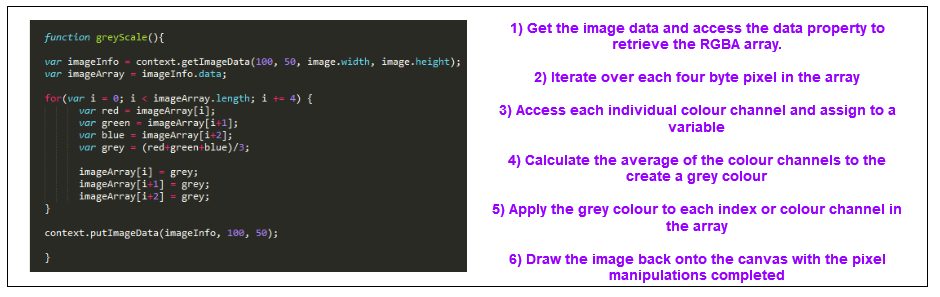 function greyScale(){
var imageInfo = context.getImageData(100, 50, image.width, image.height);
var imageArray = imageInfo.data;
for(var i = 0; i < imageArray.length; i += 4) {
var red = imageArray[i];
var green = imageArray[i+1];
var blue = imageArray[i+2];
var grey = (red+green+blue)/3;
imageArray[i] = grey;
imageArray[i+1] = grey;
imageArray[i+2] = grey;
}
context.putImageData(imageInfo, 100, 50);
}
1) Get the image data and access the data property to
retrieve the RGBA array.
2) Iterate over each four byte pixel in the array
3) Access each individual colour channel and assign to a
variable
4) Calculate the average of the colour channels to the
create a grey colour
5) Apply the grey colour to each index or colour channel in
the array
6) Draw the image back onto the canvas with the pixel
manipulations completed